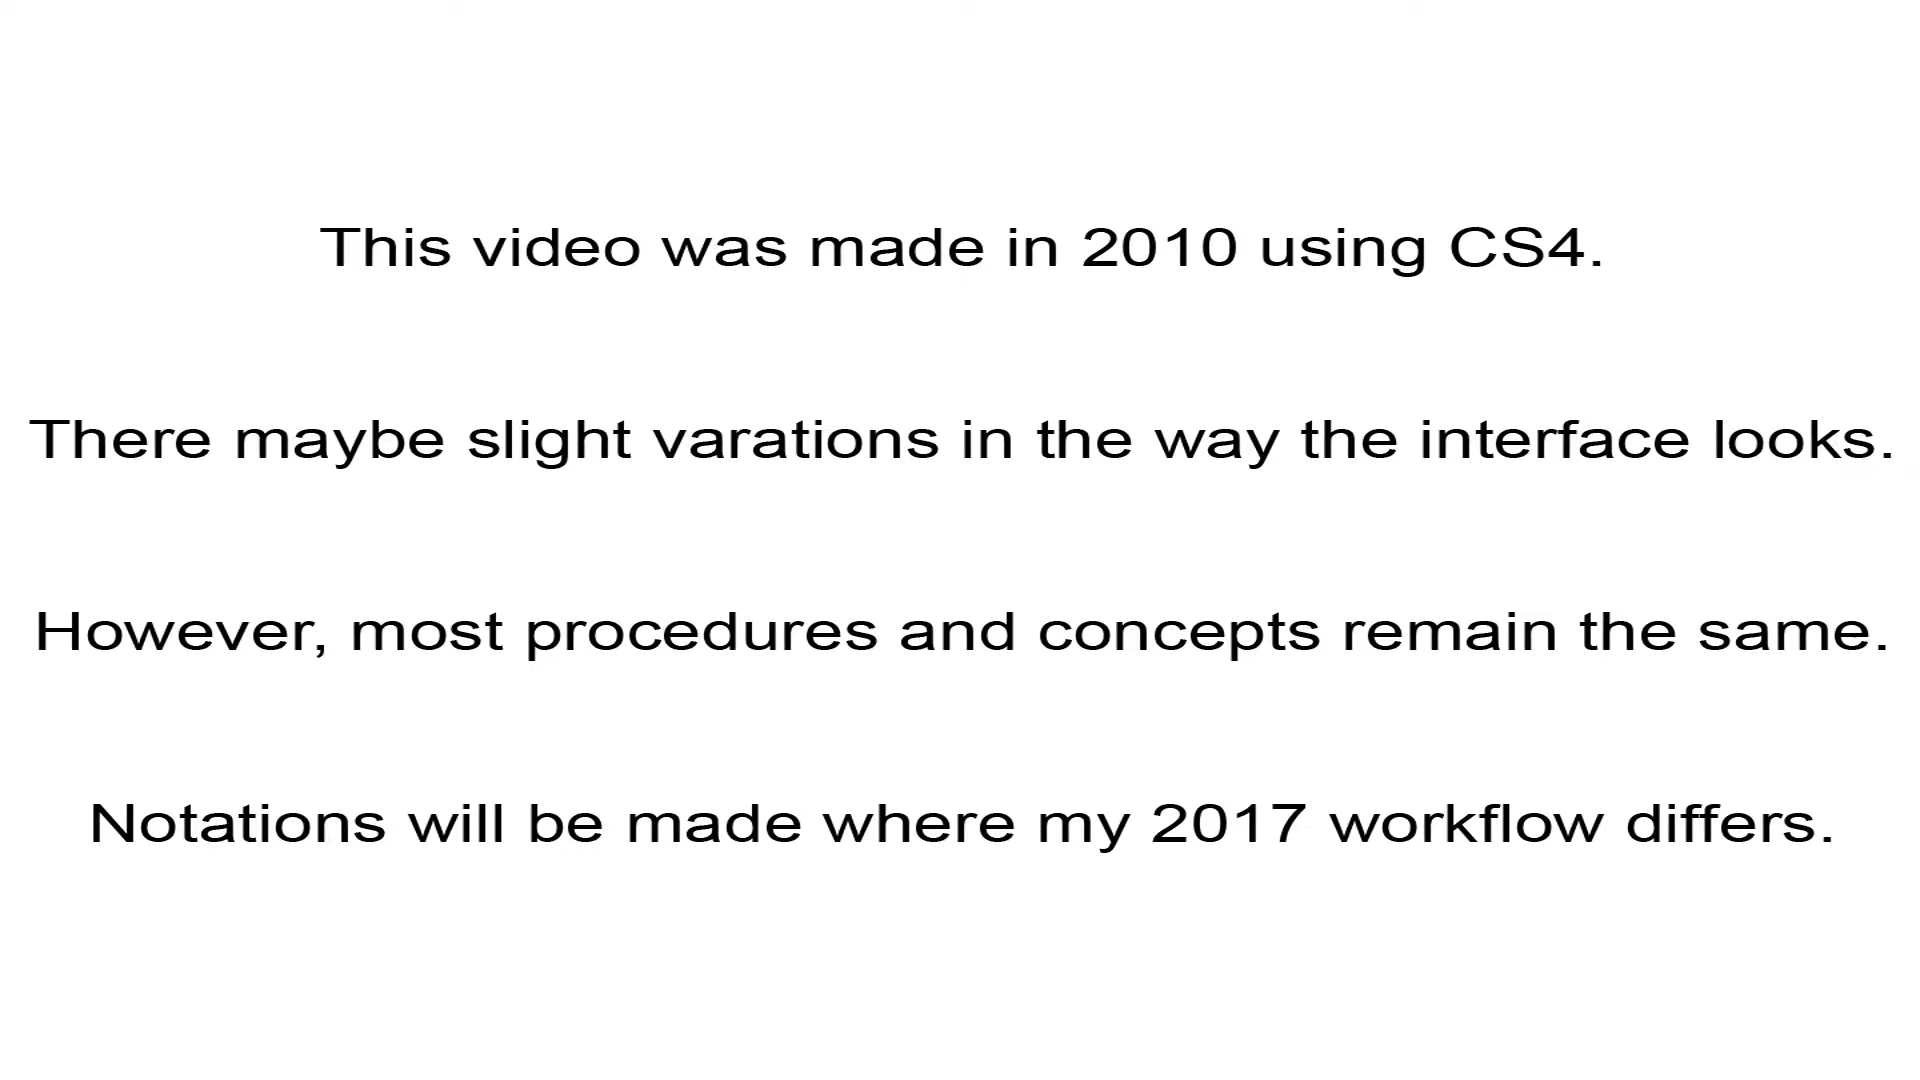 This video was made in 2010 using CS4.
There maybe slight varations in the way the interface looks.
However, most procedures and concepts remain the same.
Notations will be made where my 2017 workflow differs.